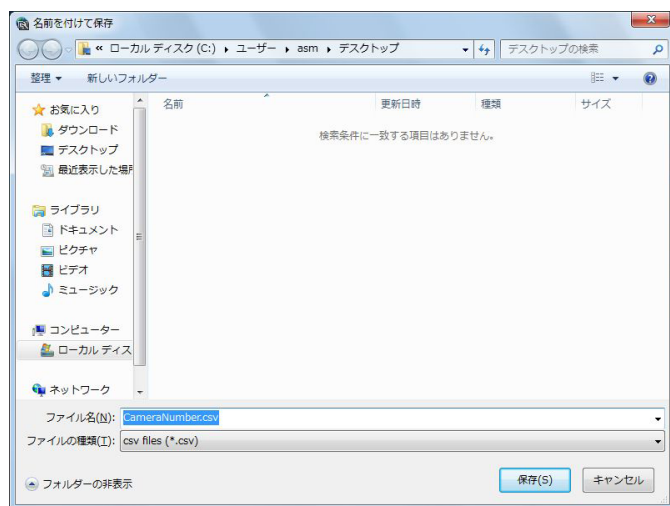 名前を付けて保存
« ローカル ディスク (C:) ▸ ユーザー ▸ asm ▸ デスクトップ
デスクトップの検索
整理 ▼ 新しいフォルダー
お気に入り
ダウンロード
デスクトップ
最近表示した場所
ライブラリ
ドキュメント
ピクチャ
ビデオ
ミュージック
コンピューター
ローカル ディス
ネットワーク
名前 更新日時 種類 サイズ
検索条件に一致する項目はありません。
ファイル名(N): CameraNumber.csv
ファイルの種類(T): csv files (*.csv)
フォルダーの非表示
保存(S) キャンセル